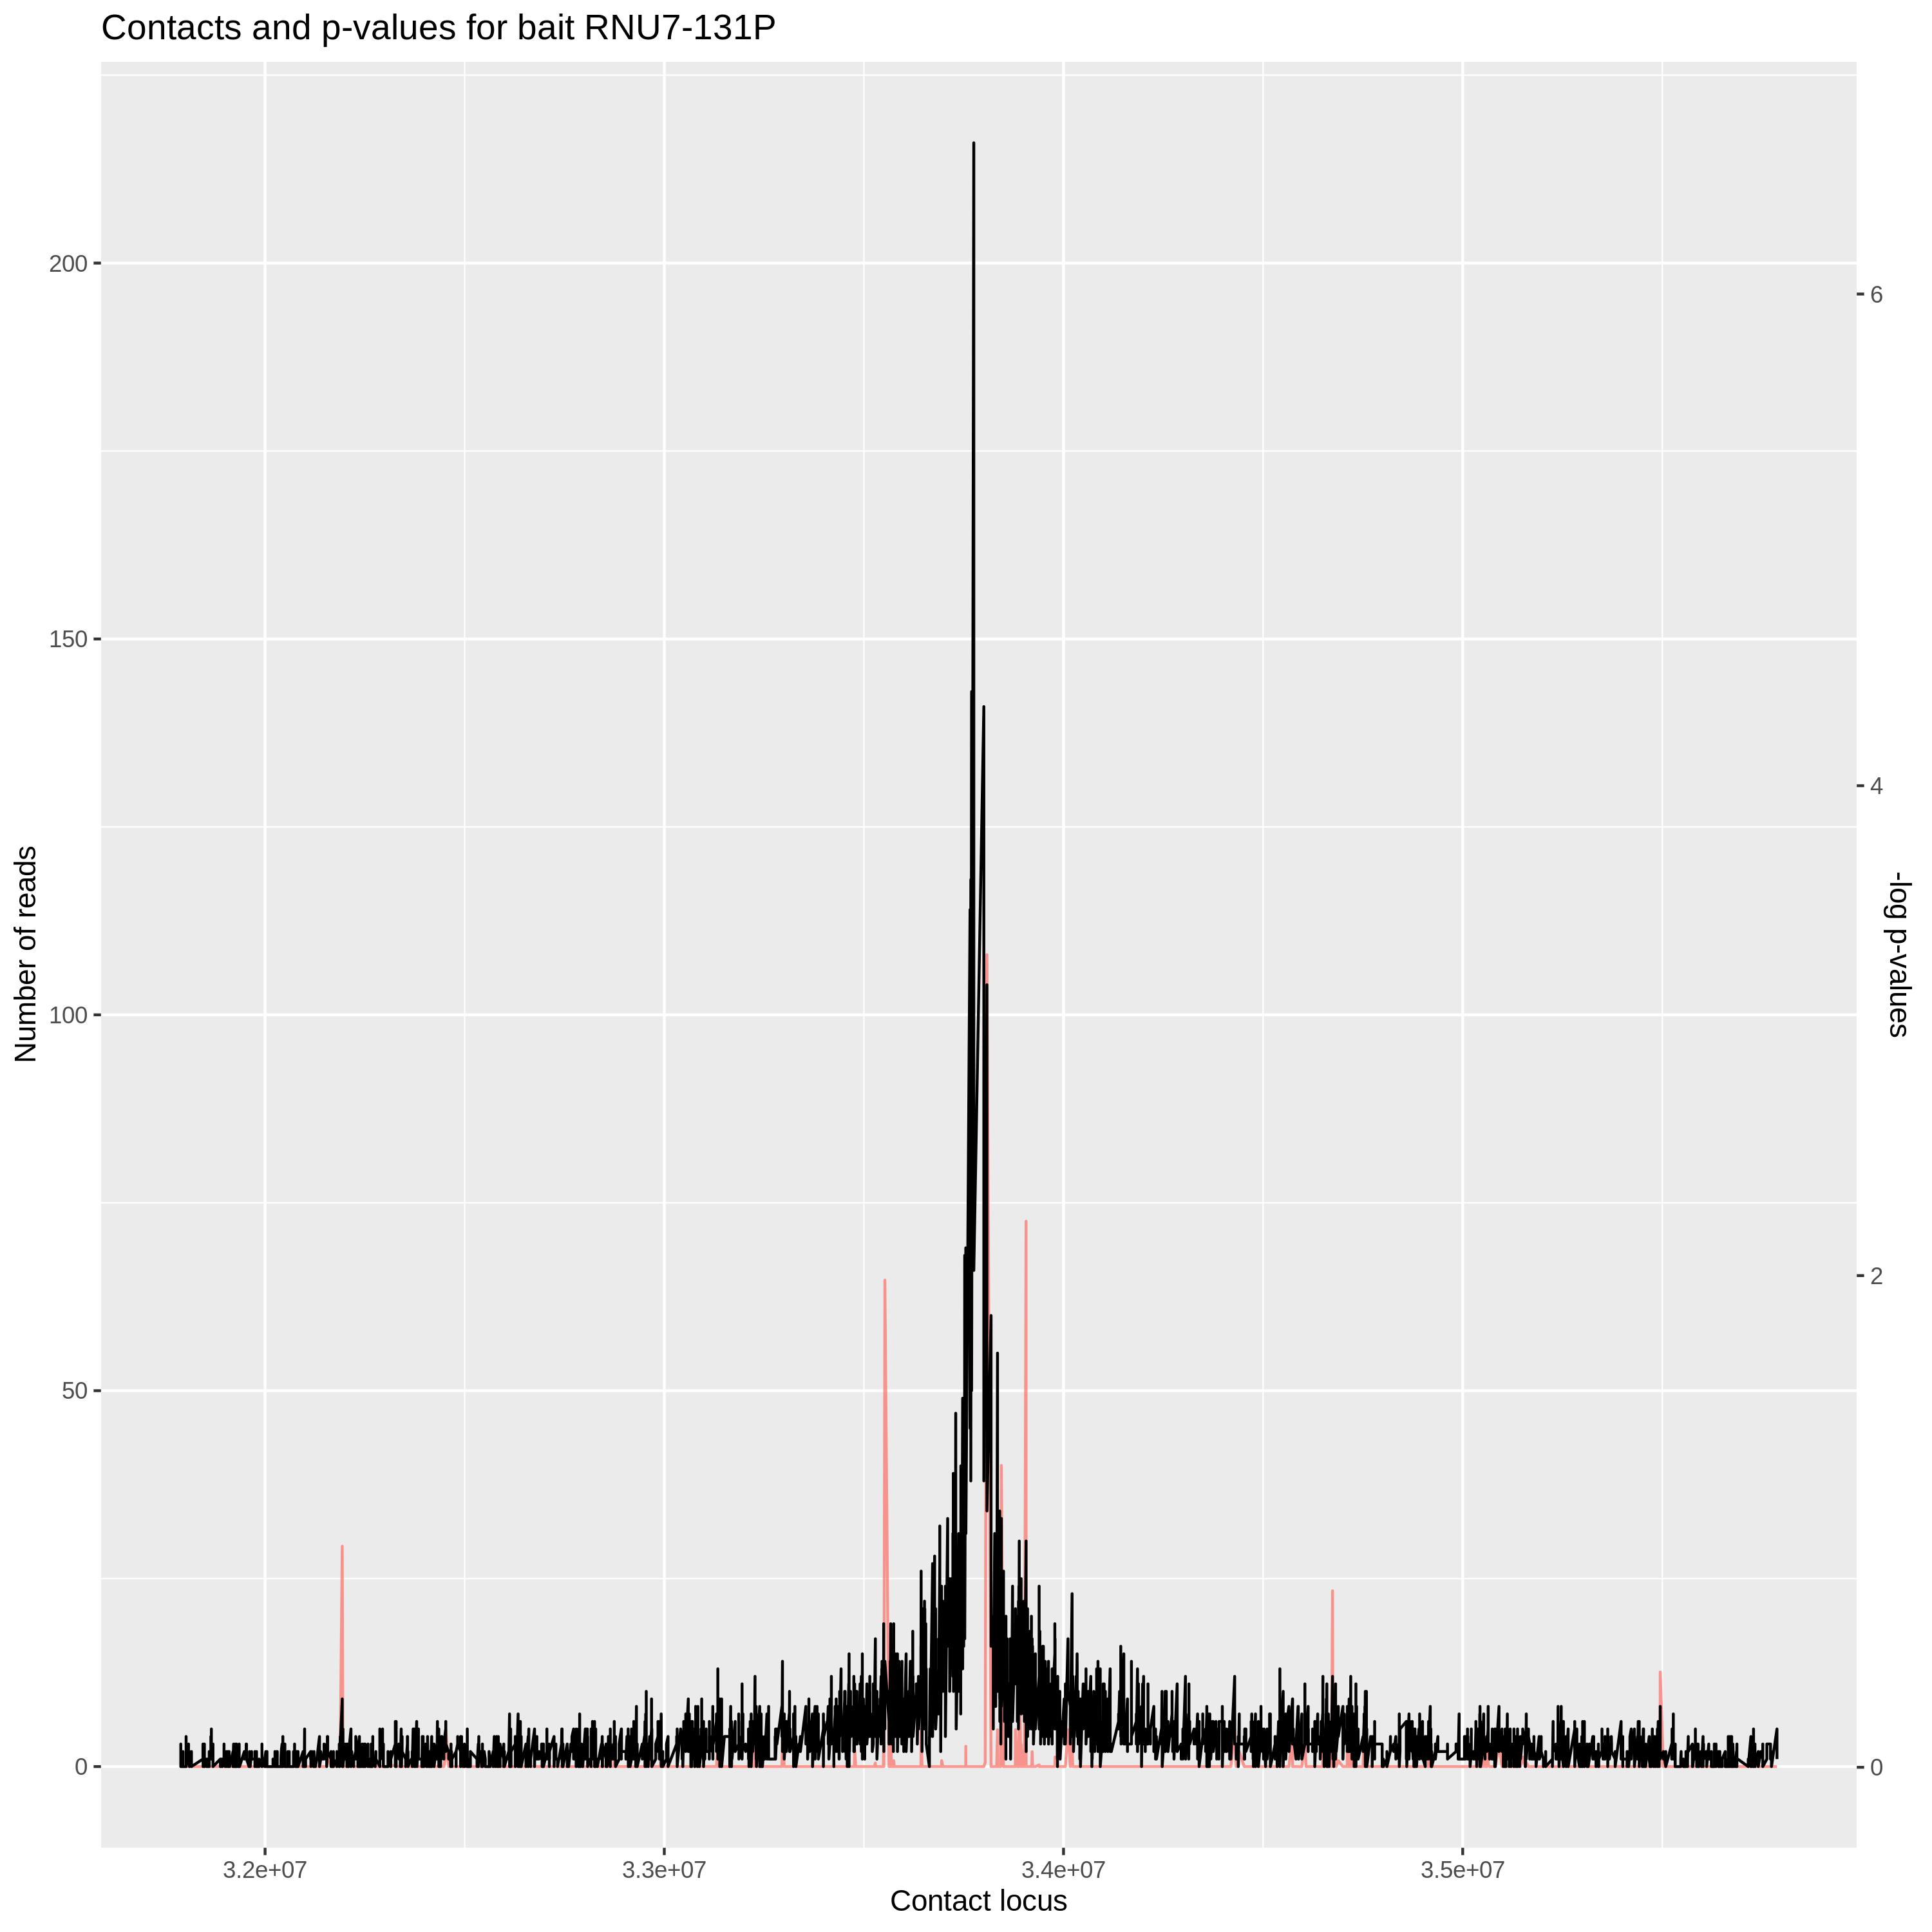 Contacts and p-values for bait RNU7-131P
200
150
100
50
0
Number of reads
6
4
2
0
-log p-values
3.2e+07
3.3e+07
3.4e+07
3.5e+07
Contact locus